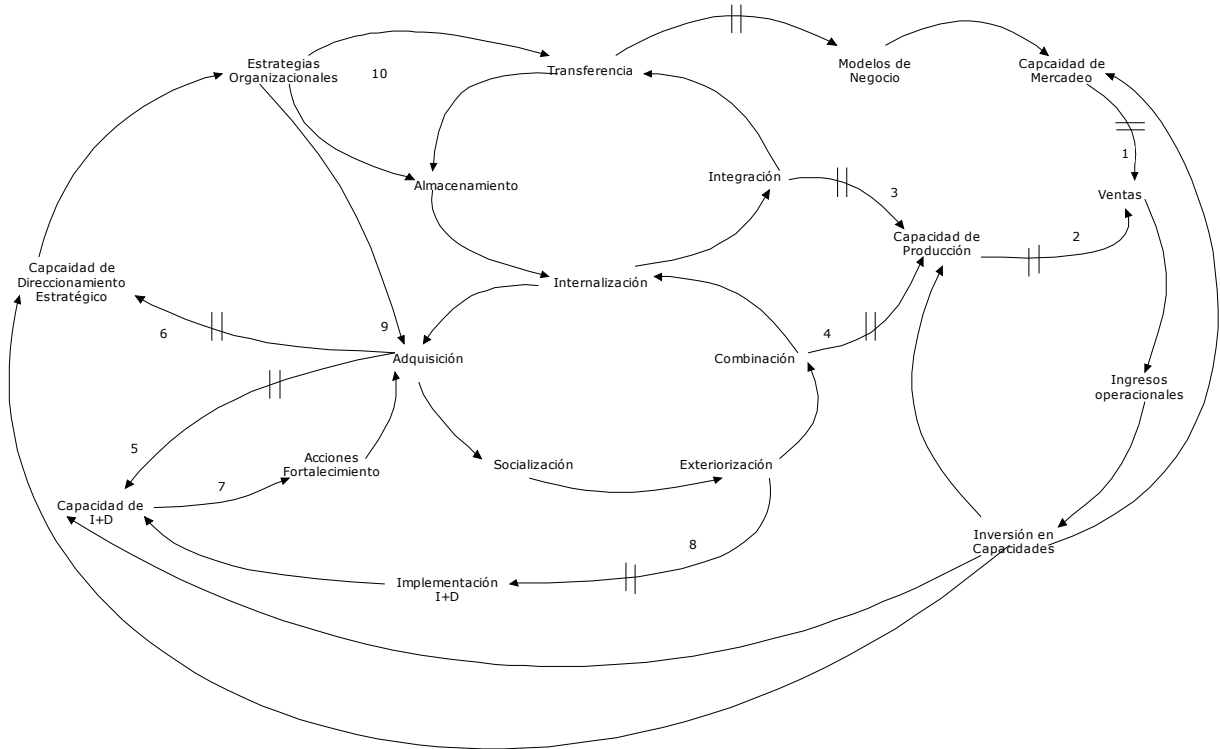 Estrategias
Organizacionales
10
Transferencia
Modelos de
Negocio
Capcaidad de
Mercadeo
1
Almacenamiento
Integración
3
Ventas
Capacidad de
Producción
2
Capcaidad de
Direccionamiento
Estratégico
Internalización
6
9
Adquisición
Combinación
4
Ingresos
operacionales
5
Acciones
Fortalecimiento
Socialización
Exteriorización
7
Capacidad de
I+D
8
Inversión en
Capacidades
Implementación
I+D